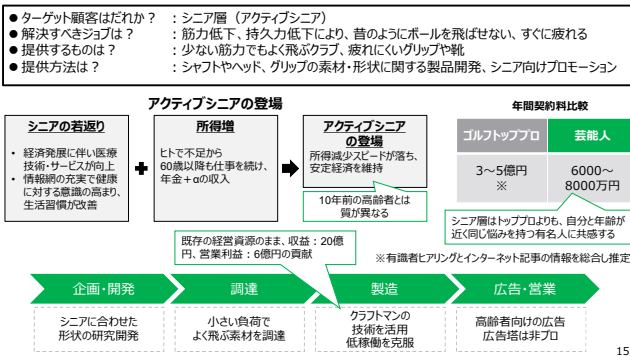 ● ターゲット顧客はだれか？ ：シニア層（アクティブシニア）
● 解決すべきジョブは？ ：筋力低下、持久力低下により、昔のようにボールを飛ばせない、すぐに疲れる
● 提供するものは？ ：少ない筋力でもよく飛ぶクラブ、疲れにくいグリップや靴
● 提供方法は？ ：シャフトやヘッド、グリップの素材・形状に関する製品開発、シニア向けプロモーション
アクティブシニアの登場
シニアの若返り
• 経済発展に伴い医療
技術・サービスが向上
• 情報網の充実で健康
に対する意識の高まり、
生活習慣が改善
所得増
ヒトで不足から
60歳以降も仕事を続け、
年金＋αの収入
アクティブシニア
の登場
所得減少スピードが落ち、
安定経済を維持
10年前の高齢者とは
質が異なる
年間契約料比較
ゴルフトッププロ 芸能人
3～5億円
※
6000～
8000万円
シニア層はトッププロよりも、自分と年齢が
近く同じ悩みを持つ有名人に共感する
※有識者ヒアリングとインターネット記事の情報を総合し推定
既存の経営資源のまま、収益：20億
円、営業利益：6億円の貢献
企画・開発
調達
製造
広告・営業
シニアに合わせた
形状の研究開発
小さい負荷で
よく飛ぶ素材を調達
クラフトマンの
技術を活用
低稼働を克服
高齢者向けの広告
広告塔は非プロ
15